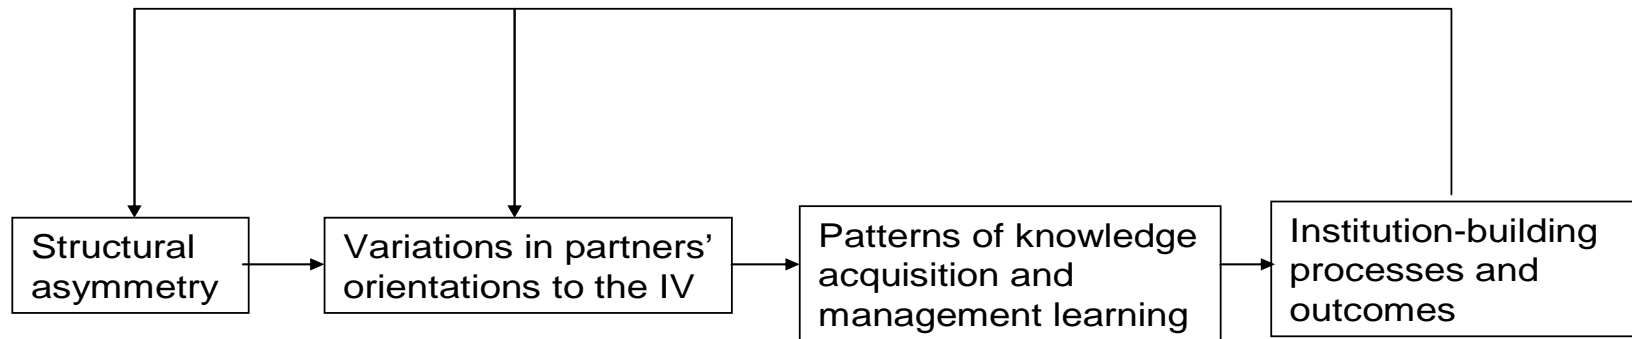 Structural
asymmetry
Variations in partners’
orientations to the IV
Patterns of knowledge
acquisition and
management learning
Institution-building
processes and
outcomes